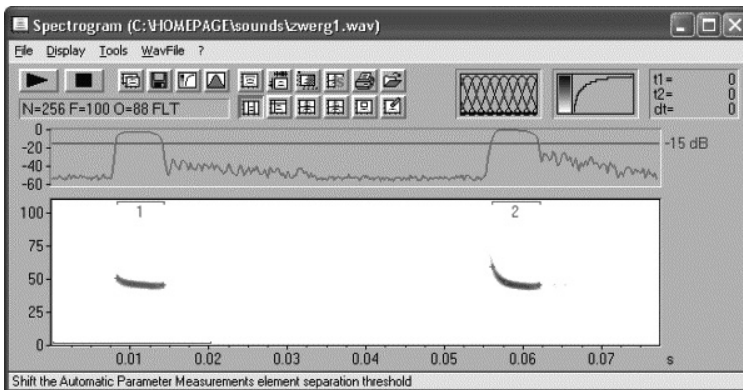 Spectrogram (C:\HOMEPAGE\sounds\zwerg1.wav)
File Display Tools WavFile ?
N=256 F=100 O=88 FLT
t1= 0
t2= 0
dt= 0
0
-20
-40
-60
-15 dB
100
75
50
25
0
1
2
0.01 0.02 0.03 0.04 0.05 0.06 0.07 s
Shift the Automatic Parameter Measurements element separation threshold